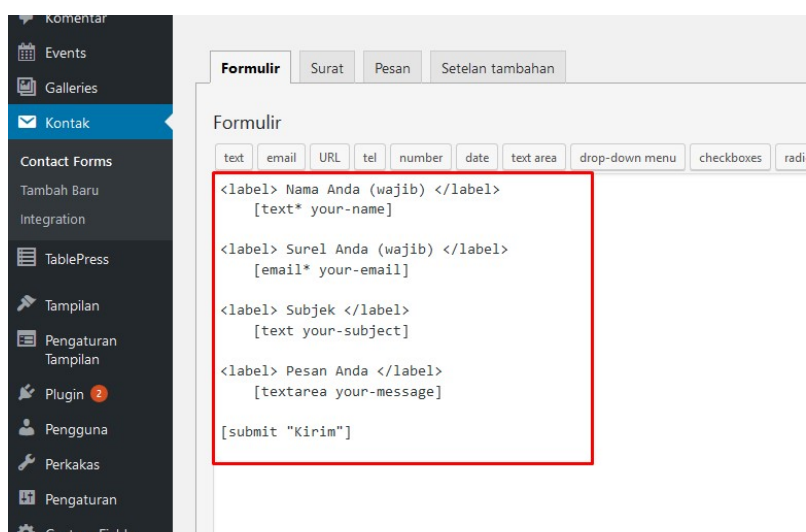 Komentar
Events
Galleries
Kontak
Contact Forms
Tambah Baru
Integration
TablePress
Tampilan
Pengaturan
Tampilan
Plugin 2
Pengguna
Perkakas
Pengaturan
Formulir Surat Pesan Setelan tambahan
Formulir
text email URL tel number date text area drop-down menu checkboxes
<label> Nama Anda (wajib) </label>
[text* your-name]
<label> Surel Anda (wajib) </label>
[email* your-email]
<label> Subjek </label>
[text your-subject]
<label> Pesan Anda </label>
[textarea your-message]
[submit "Kirim"]